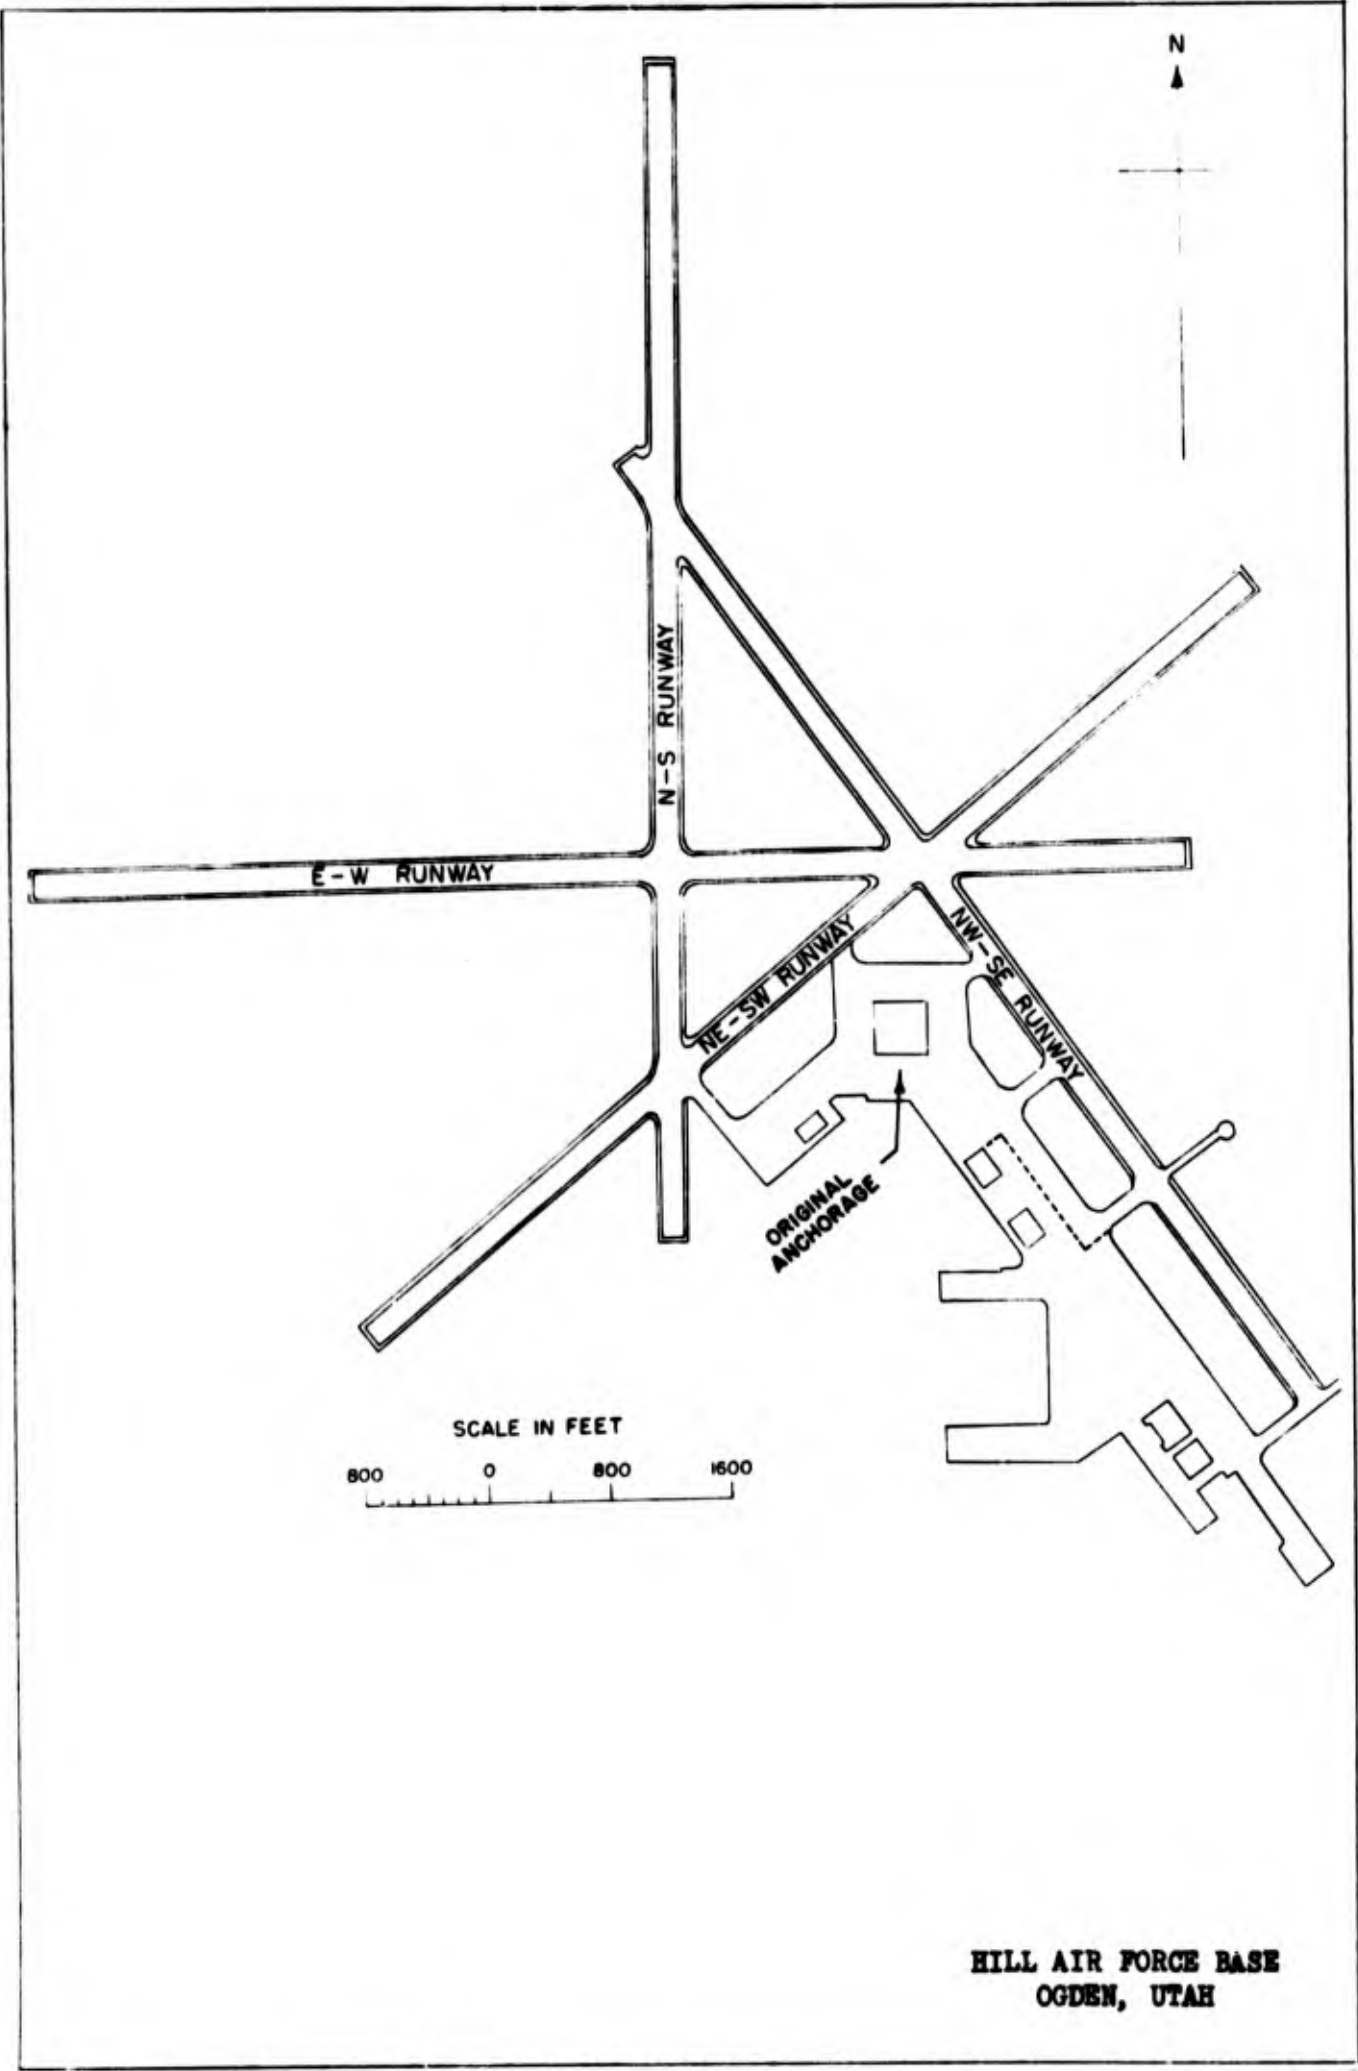 N
N-S RUNWAY
E-W RUNWAY
NE-SW RUNWAY
NW-SE RUNWAY
ORIGINAL
ANCHORAGE
SCALE IN FEET
800 0 800 1600
HILL AIR FORCE BASE
OGDEN, UTAH